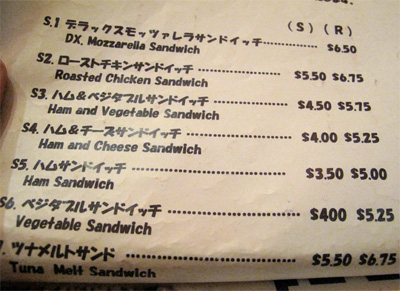 S.1 デラックスモッツァレラサンドイッチ (S) (R)
DX. Mozzarella Sandwich $6.50
S2. ローストチキンサンドイッチ $5.50 $6.75
Roasted Chicken Sandwich
S3. ハム&ベジタブルサンドイッチ $4.50 $5.75
Ham and Vegetable Sandwich
S4. ハム&チーズサンドイッチ $4.00 $5.25
Ham and Cheese Sandwich
S5. ハムサンドイッチ $3.50 $5.00
Ham Sandwich
S6. ベジタブルサンドイッチ $400 $5.25
Vegetable Sandwich
ツナメルトサンド $5.50 $6.75
Tuna Melt Sandwich